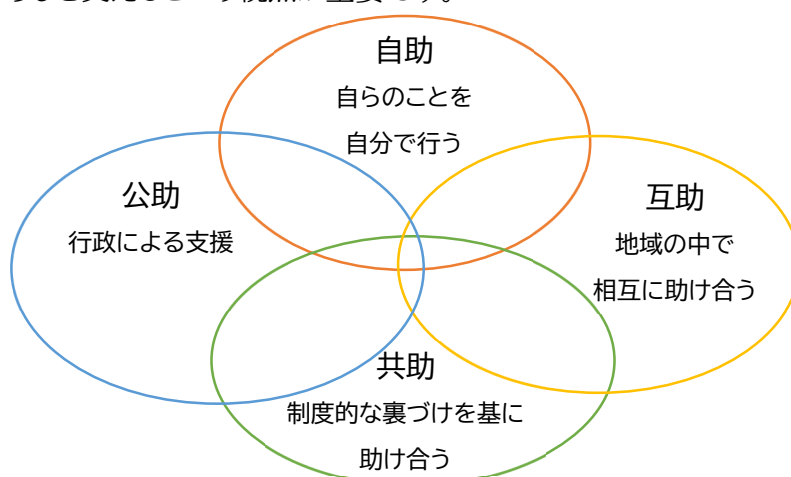 自助
自らのことを
自分で行う
公助
行政による支援
互助
地域の中で
相互に助け合う
共助
制度的な裏づけを基に
助け合う